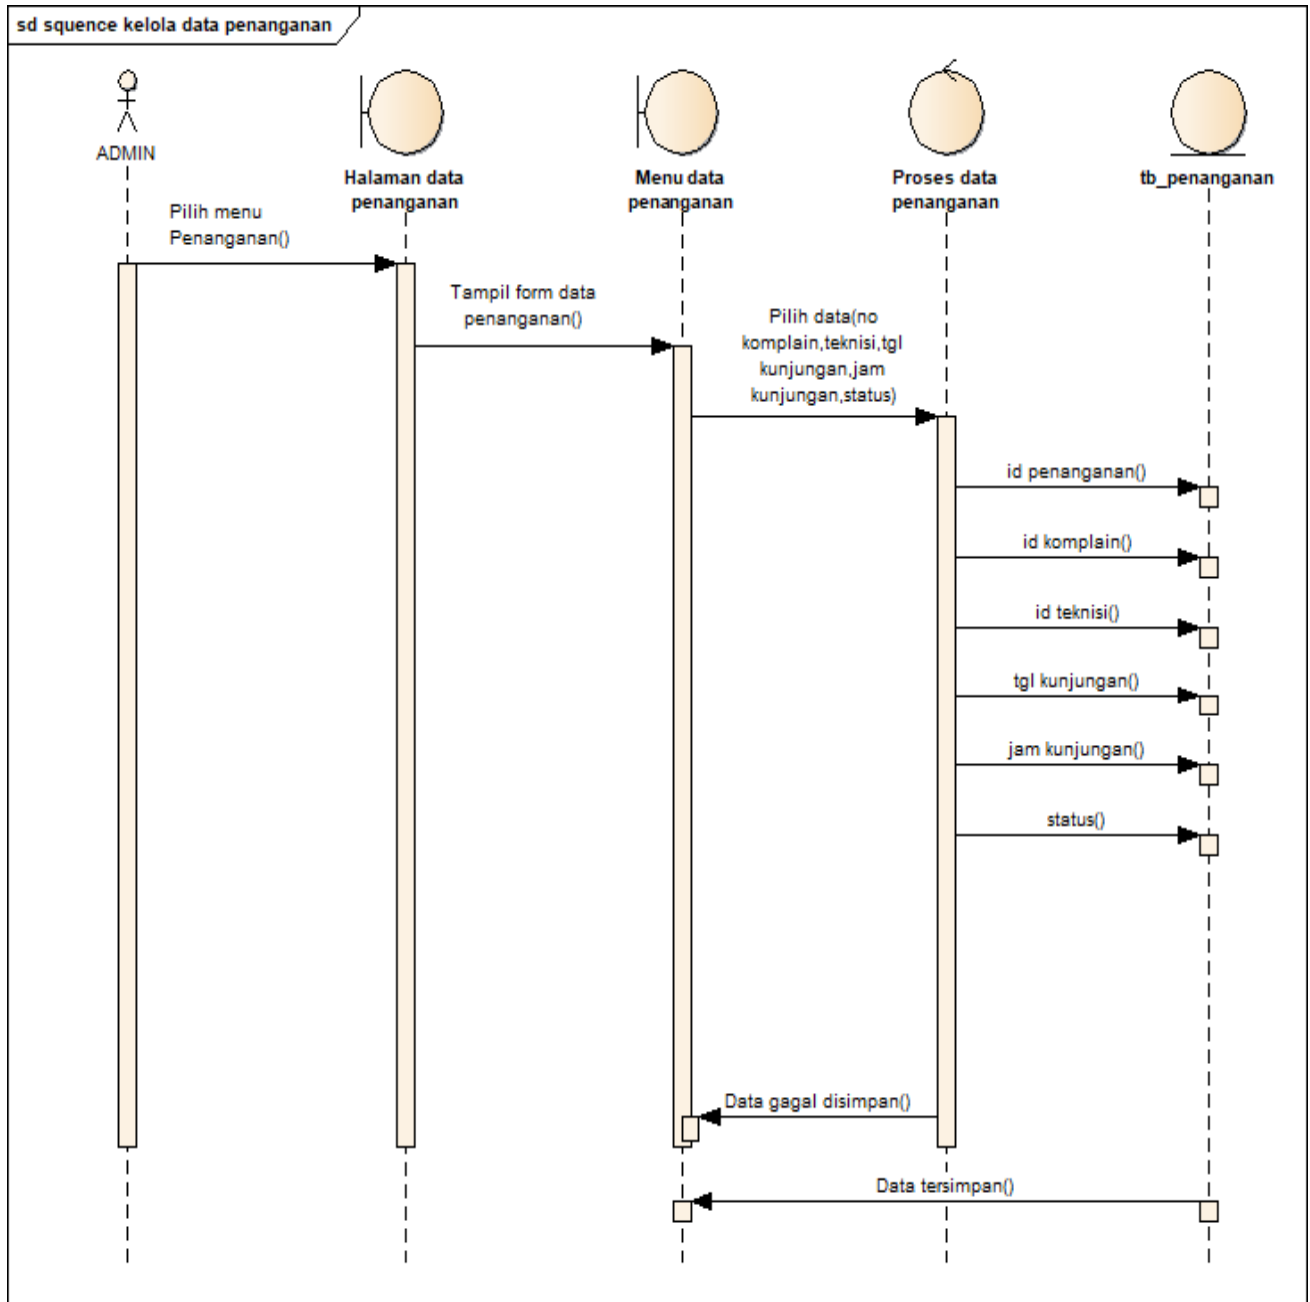 sd squence kelola data penanganan
ADMIN
Halaman data
penanganan
Menu data
penanganan
Proses data
penanganan
tb_penanganan
Pilih menu
Penanganan()
Tampil form data
penanganan()
Pilih data(no
komplain,teknisi,tgl
kunjungan,jam
kunjungan,status)
id penanganan()
id komplain()
id teknisi()
tgl kunjungan()
jam kunjungan()
status()
Data gagal disimpan()
Data tersimpan()